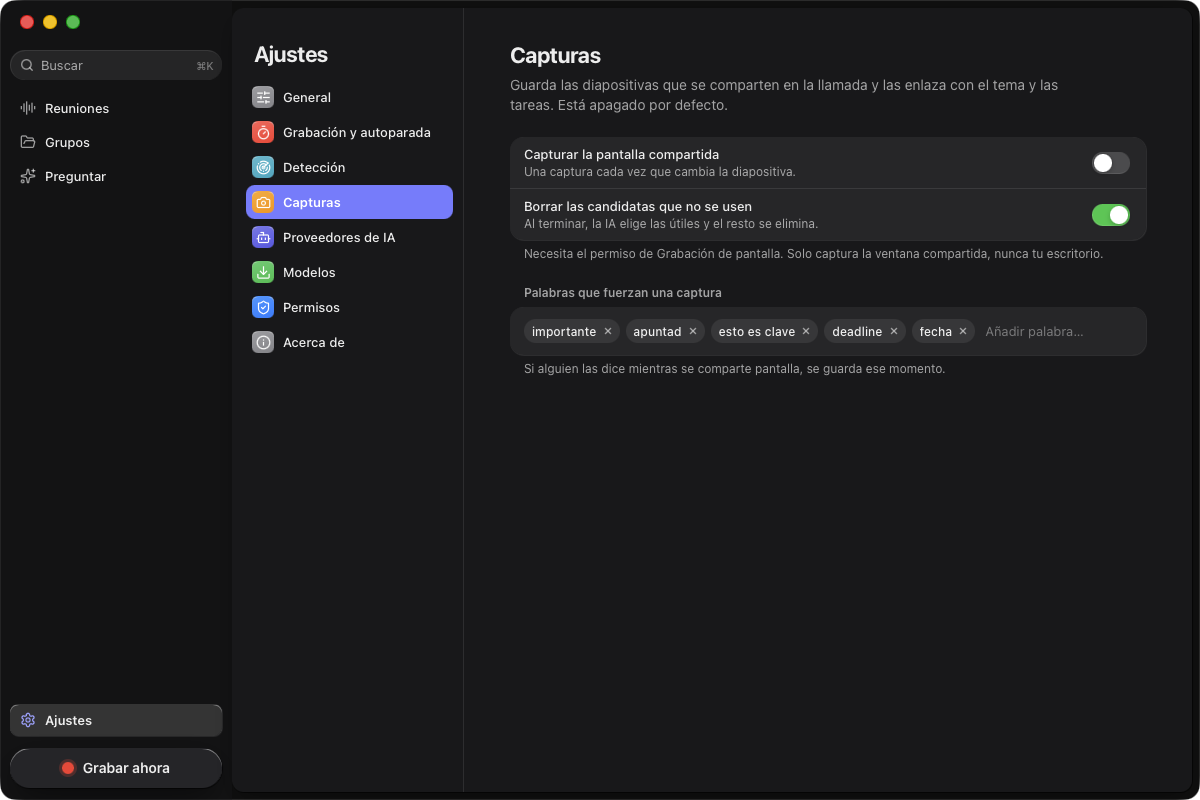 Buscar ⌘K
Reuniones
Grupos
Preguntar
Ajustes
Grabar ahora
Ajustes
General
Grabación y autoparada
Detección
Capturas
Proveedores de IA
Modelos
Permisos
Acerca de
Capturas
Guarda las diapositivas que se comparten en la llamada y las enlaza con el tema y las
tareas. Está apagado por defecto.
Capturar la pantalla compartida
Una captura cada vez que cambia la diapositiva.
Borrar las candidatas que no se usen
Al terminar, la IA elige las útiles y el resto se elimina.
Necesita el permiso de Grabación de pantalla. Solo captura la ventana compartida, nunca tu escritorio.
Palabras que fuerzan una captura
importante × apuntad × esto es clave × deadline × fecha × Añadir palabra...
Si alguien las dice mientras se comparte pantalla, se guarda ese momento.